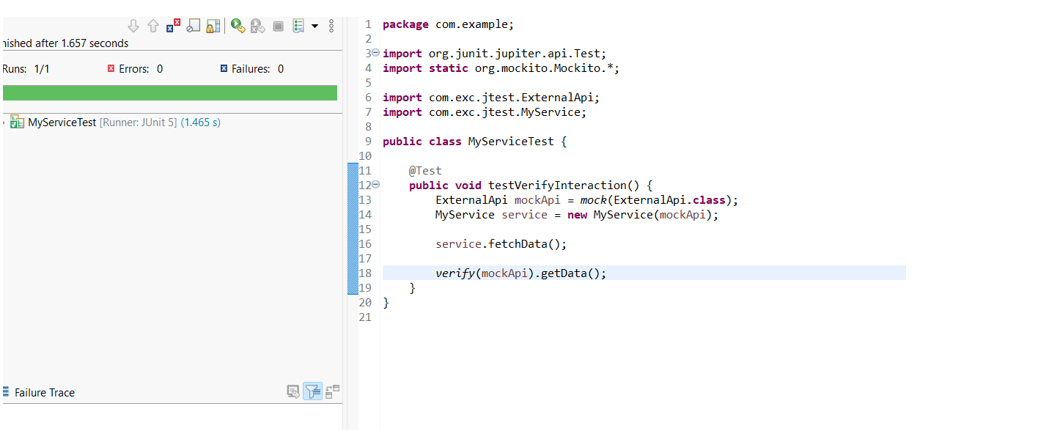 nished after 1.657 seconds
Runs: 1/1 Errors: 0 Failures: 0
MyServiceTest [Runner: JUnit 5] (1.465 s)
Failure Trace
1 package com.example;
2
3 import org.junit.jupiter.api.Test;
4 import static org.mockito.Mockito.*;
5
6 import com.exc.jtest.ExternalApi;
7 import com.exc.jtest.MyService;
8
9 public class MyServiceTest {
10
11 @Test
12 public void testVerifyInteraction() {
13 ExternalApi mockApi = mock(ExternalApi.class);
14 MyService service = new MyService(mockApi);
15
16 service.fetchData();
17
18 verify(mockApi).getData();
19 }
20 }
21